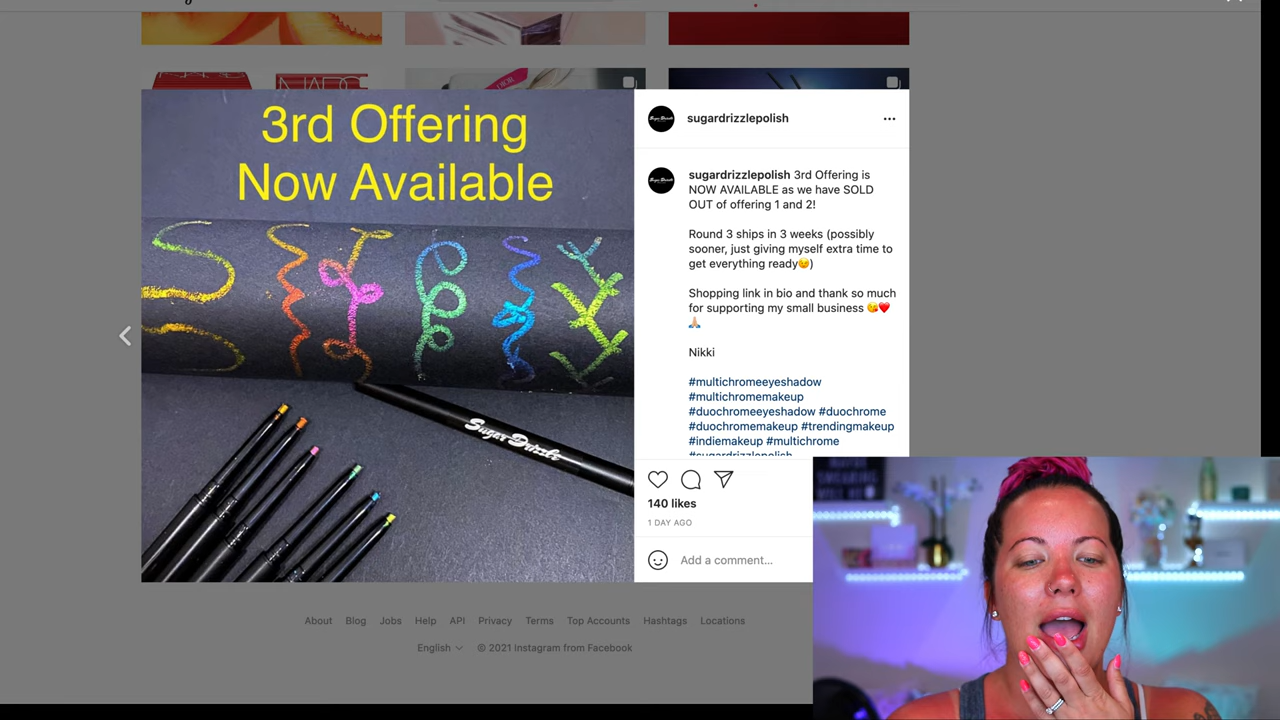 NARS
NARS
3rd Offering
Now Available
Sugar Drizzle
sugardrizzlepolish
sugardrizzlepolish 3rd Offering is
NOW AVAILABLE as we have SOLD
OUT of offering 1 and 2!
Round 3 ships in 3 weeks (possibly
sooner, just giving myself extra time to
get everything ready😉)
Shopping link in bio and thank so much
for supporting my small business 😘❤️
🙏🏼
Nikki
#multichromeeyeshadow
#multichromemakeup
#duochromeeyeshadow #duochrome
#duochromemakeup #trendingmakeup
#indiemakeup #multichrome
#sugardrizzlepolish
140 likes
1 DAY AGO
Add a comment...
About Blog Jobs Help API Privacy Terms Top Accounts Hashtags Locations
English © 2021 Instagram from Facebook